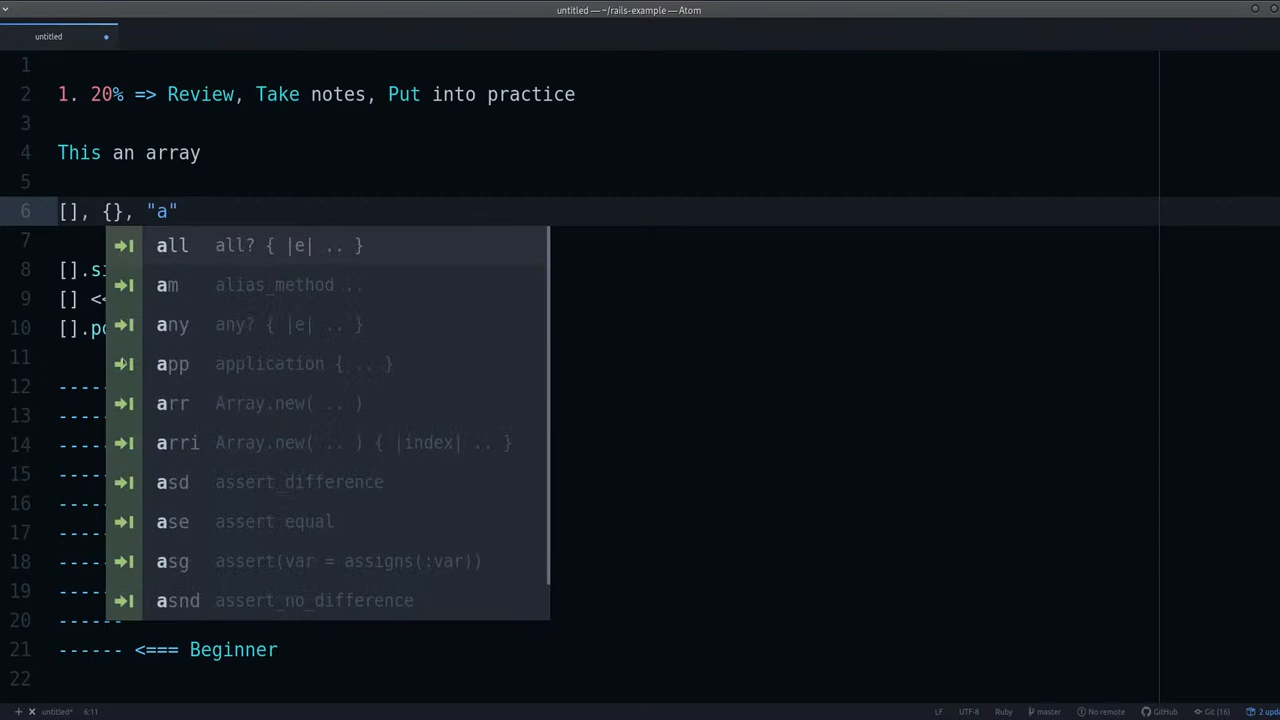 untitled — ~/rails-example — Atom
untitled
1
2 1. 20% => Review, Take notes, Put into practice
3
4 This an array
5
6 [], {}, "a"
7
all all? { |e| .. }
8 [].si
am alias_method ..
9 [] <<
any any? { |e| .. }
10 [].po
11
app application { .. }
12 ----
arr Array.new( .. )
13 ----
arri Array.new( .. ) { |index| .. }
14 ----
15 ----
asd assert_difference
16 ----
ase assert_equal
17 ----
18 ----
asg assert(var = assigns(:var))
19 ----
asnd assert_no_difference
20 ------
21 ------ <=== Beginner
22
untitled* 6:11 LF UTF-8 Ruby master No remote GitHub Git (16) 2 upd